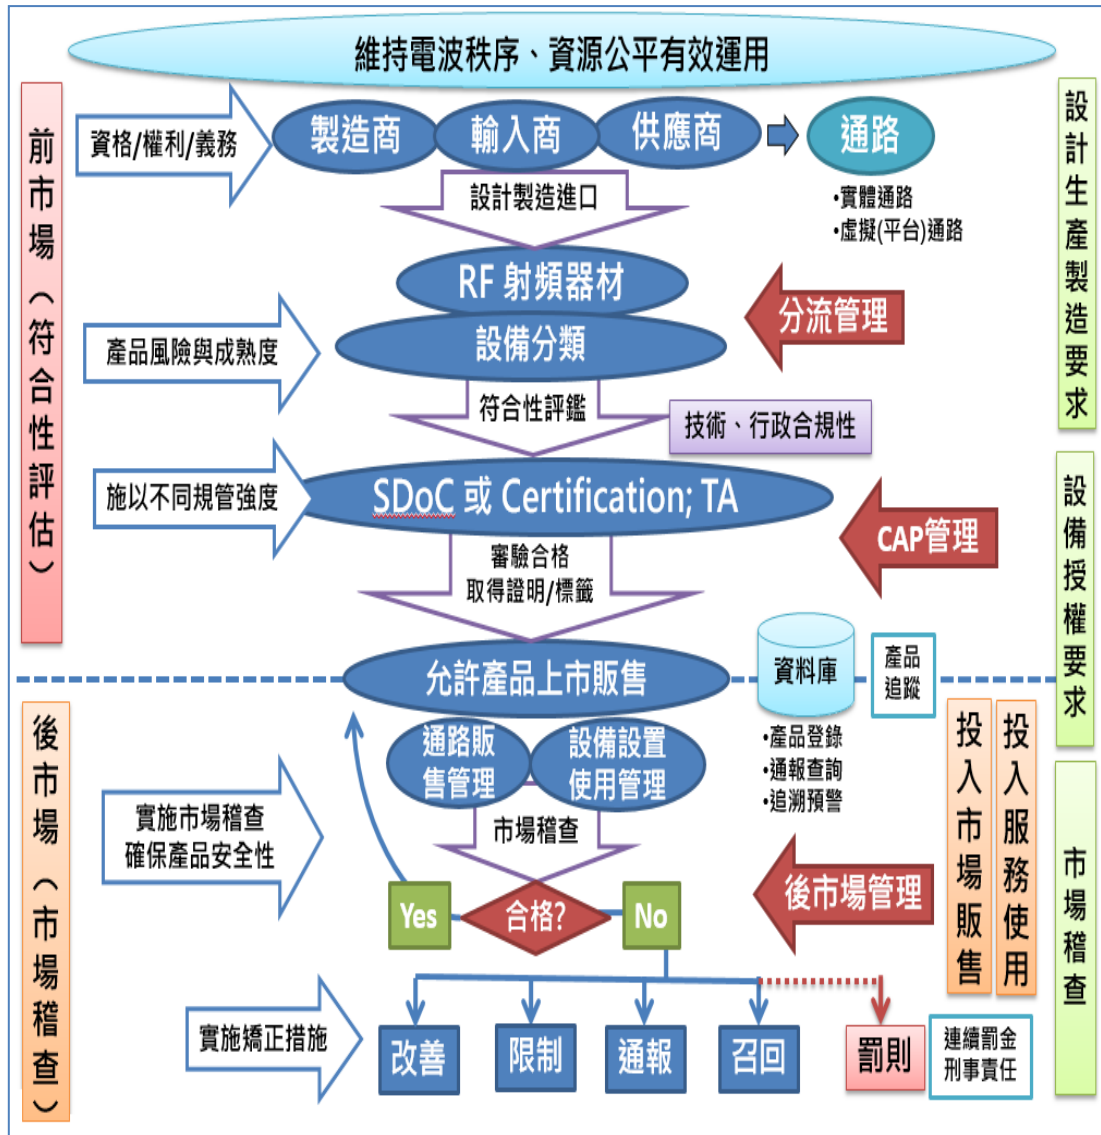 維持電波秩序、資源公平有效運用
前市場（符合性評估）
資格/權利/義務
製造商
輸入商
供應商
通路
•實體通路
•虛擬(平台)通路
設計生產製造要求
設計製造進口
RF 射頻器材
分流管理
產品風險與成熟度
設備分類
符合性評鑑
技術、行政合規性
施以不同規管強度
SDoC 或 Certification; TA
CAP管理
設備授權要求
審驗合格
取得證明/標籤
允許產品上市販售
資料庫
產品
追蹤
•產品登錄
•通報查詢
•追溯預警
後市場（市場稽查）
通路販
售管理
設備設置
使用管理
投入市場販售
投入服務使用
實施市場稽查
確保產品安全性
市場稽查
後市場管理
市場稽查
Yes
合格?
No
實施矯正措施
改善
限制
通報
召回
罰則
連續罰金
刑事責任